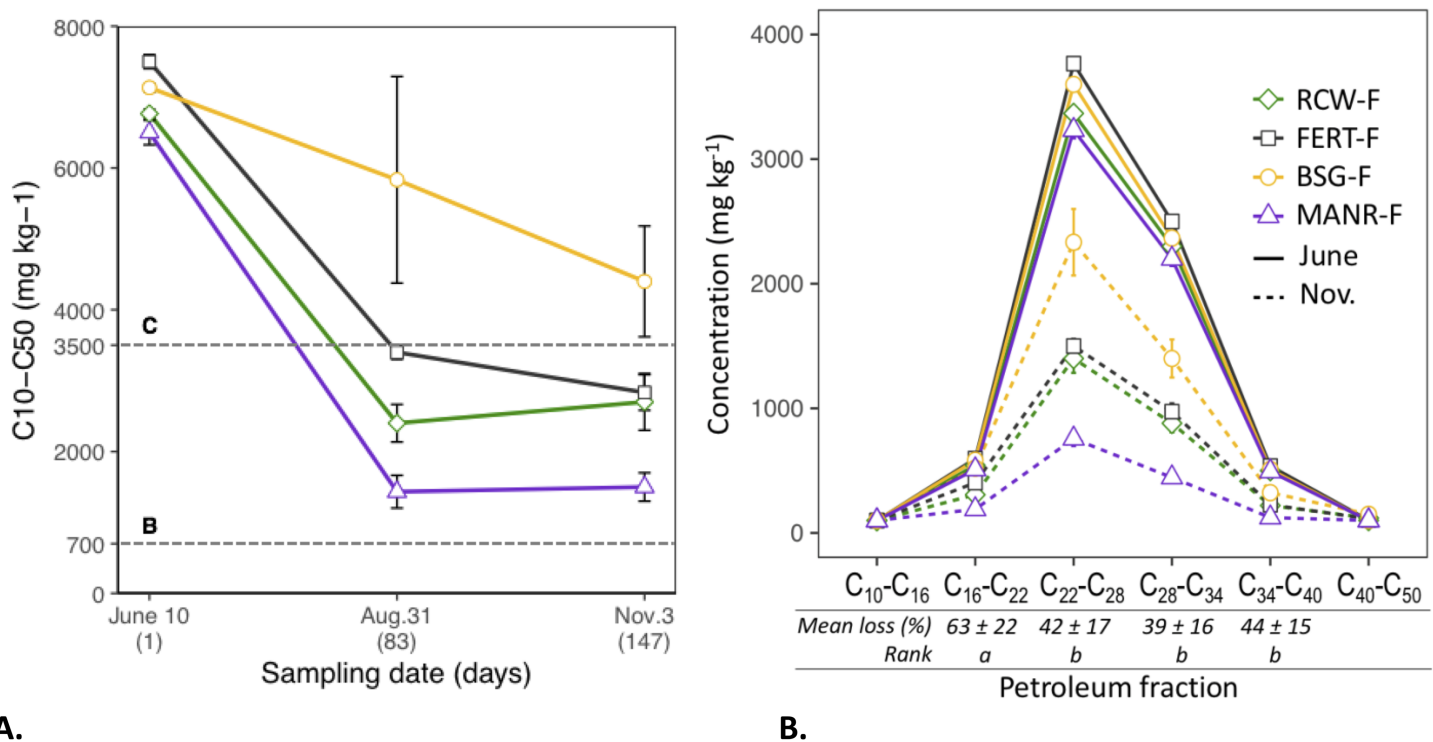 8000
6000
4000
3500
2000
700
0
C10−C50 (mg kg−1)
C
B
June 10 Aug.31 Nov.3
(1) (83) (147)
Sampling date (days)
A.
4000
3000
2000
1000
0
Concentration (mg kg-1)
RCW-F
FERT-F
BSG-F
MANR-F
June
Nov.
C10-C16 C16-C22 C22-C28 C28-C34 C34-C40 C40-C50
Mean loss (%) 63 ± 22 42 ± 17 39 ± 16 44 ± 15
Rank a b b b
Petroleum fraction
B.